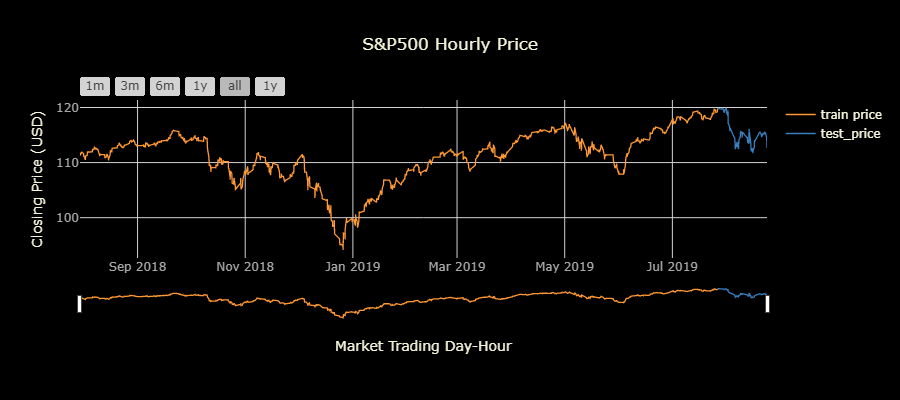 S&P500 Hourly Price
1m 3m 6m 1y all 1y
120
110
100
Closing Price (USD)
train price
test_price
Sep 2018 Nov 2018 Jan 2019 Mar 2019 May 2019 Jul 2019
Market Trading Day-Hour